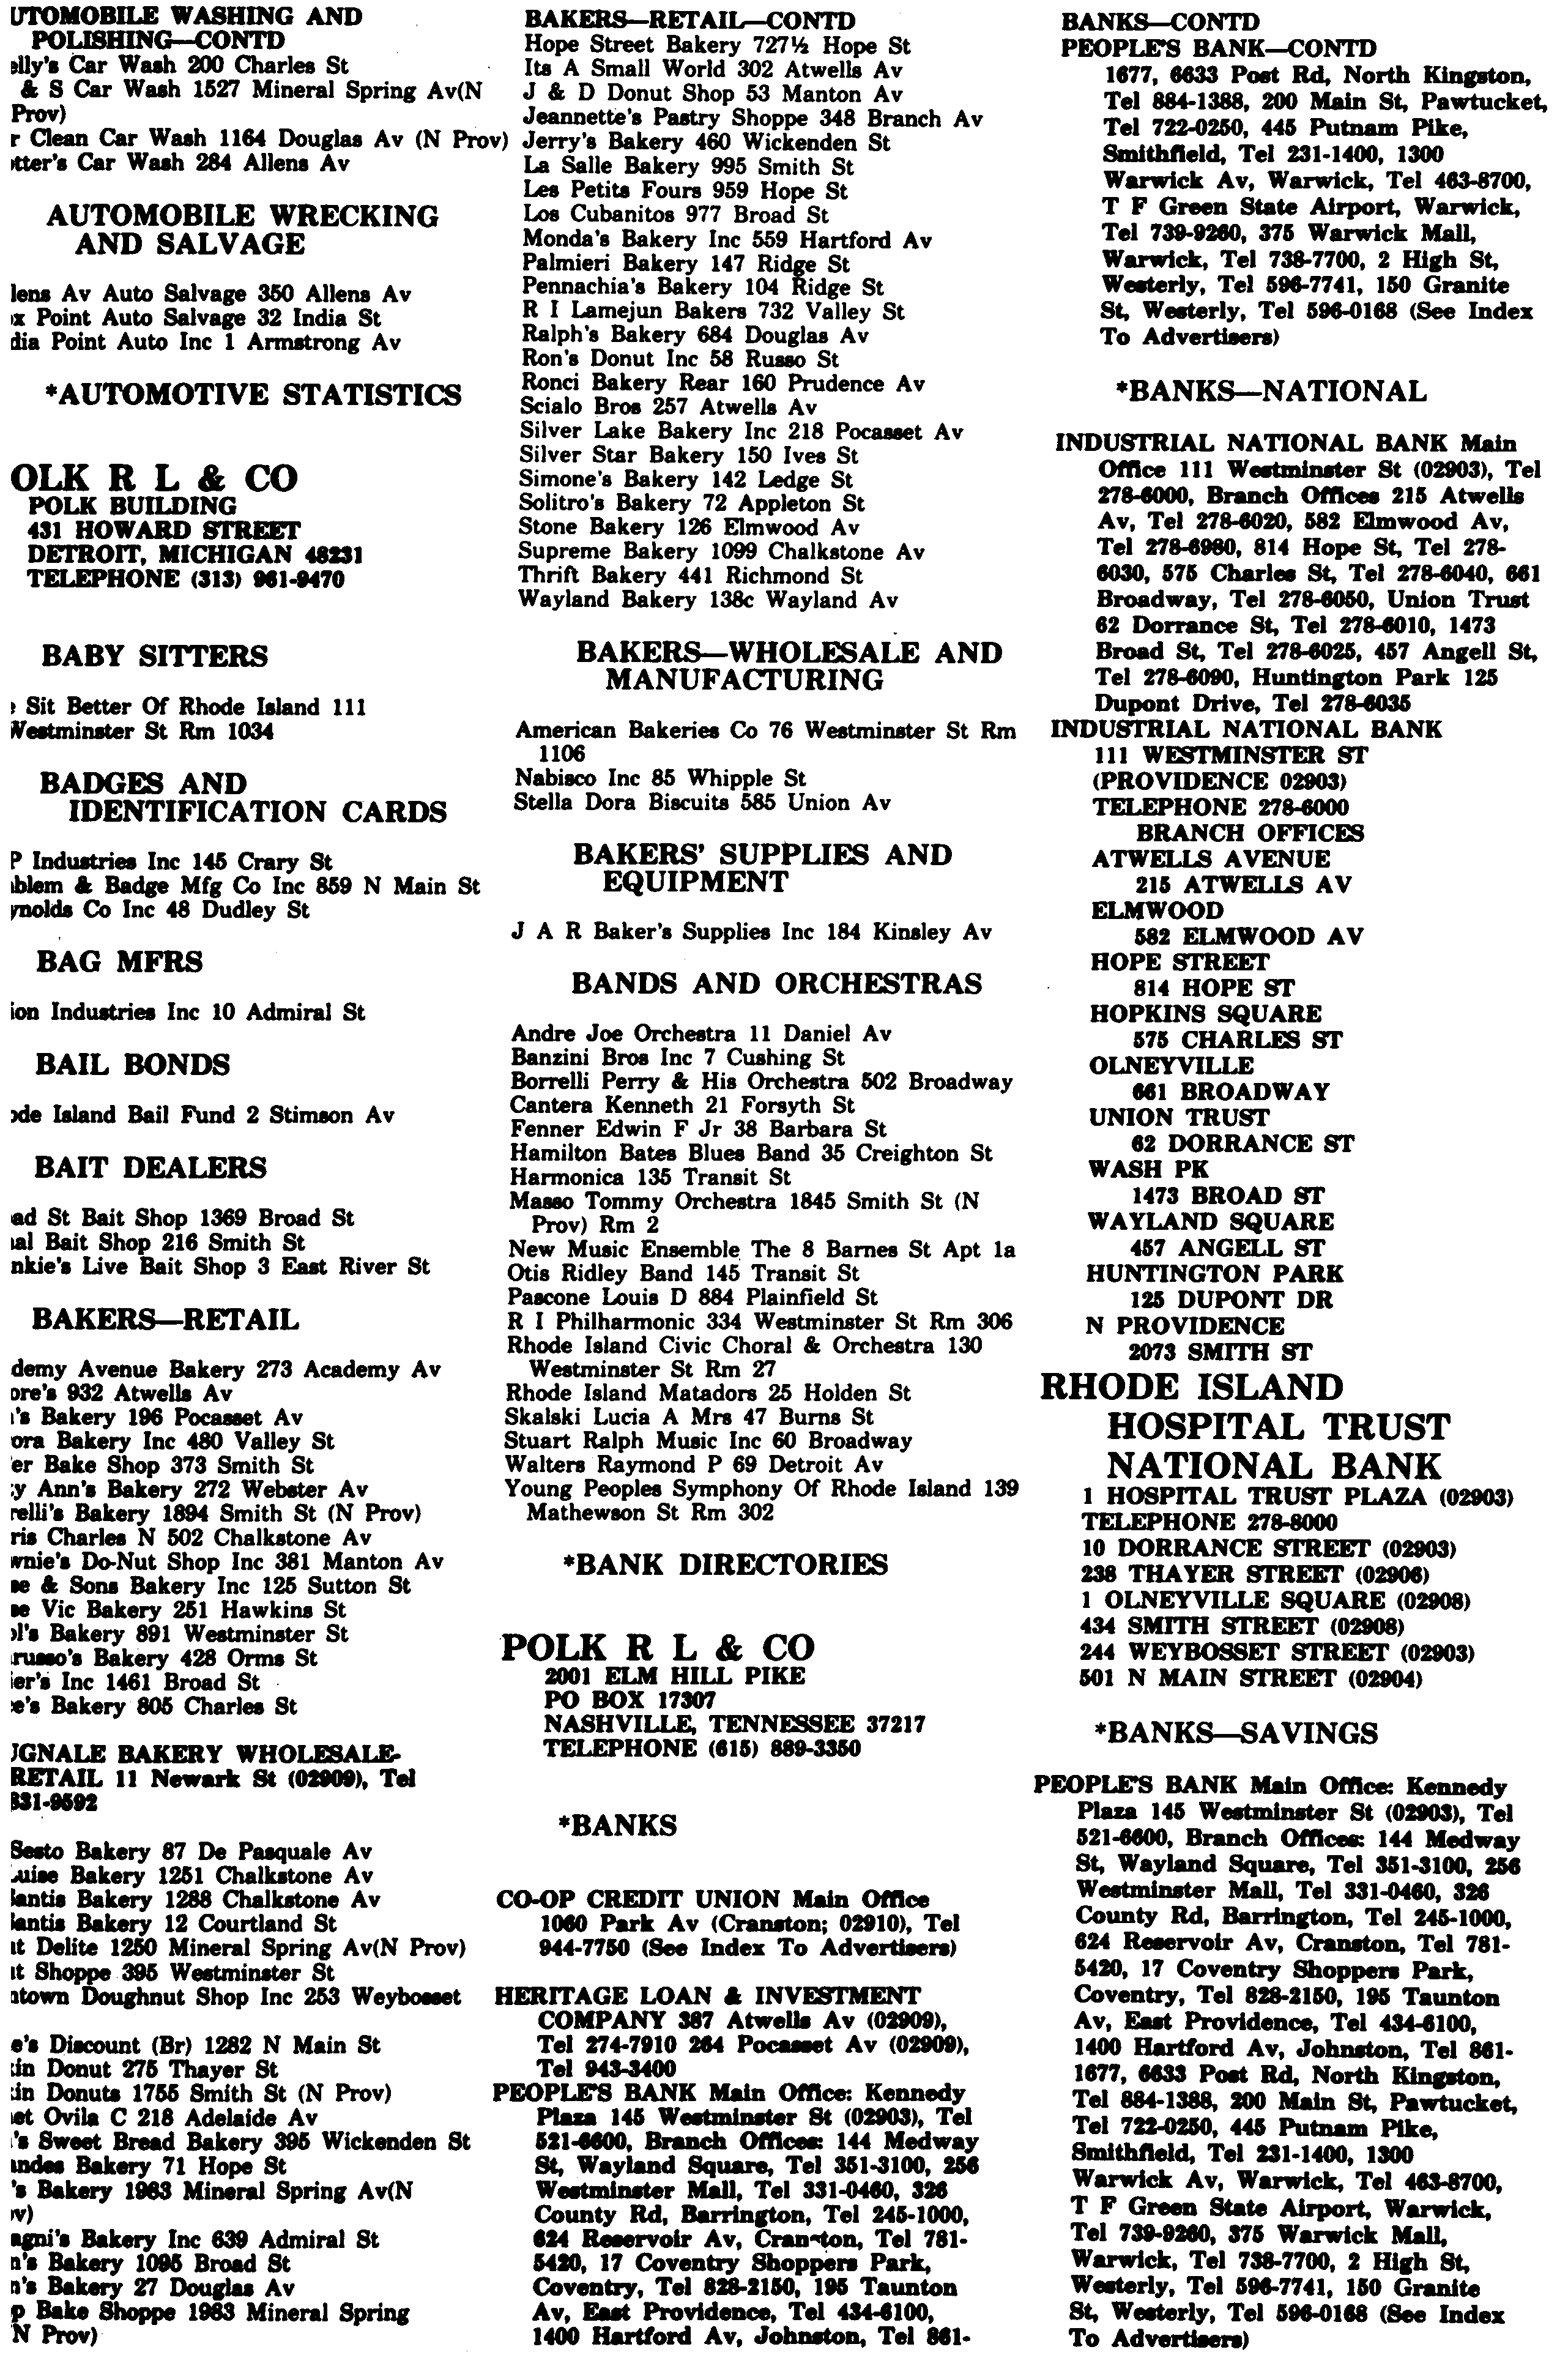 UTOMOBILE WASHING AND
POLISHING—CONTD
elly's Car Wash 200 Charles St
& S Car Wash 1527 Mineral Spring Av(N
Prov)
r Clean Car Wash 1164 Douglas Av (N Prov)
otter's Car Wash 284 Allens Av
AUTOMOBILE WRECKING
AND SALVAGE
lens Av Auto Salvage 350 Allens Av
x Point Auto Salvage 32 India St
dia Point Auto Inc 1 Armstrong Av
*AUTOMOTIVE STATISTICS
OLK R L & CO
POLK BUILDING
431 HOWARD STREET
DETROIT, MICHIGAN 48231
TELEPHONE (313) 961-9470
BABY SITTERS
Sit Better Of Rhode Island 111
Westminster St Rm 1034
BADGES AND
IDENTIFICATION CARDS
P Industries Inc 145 Crary St
blem & Badge Mfg Co Inc 859 N Main St
ynolds Co Inc 48 Dudley St
BAG MFRS
ion Industries Inc 10 Admiral St
BAIL BONDS
ode Island Bail Fund 2 Stimson Av
BAIT DEALERS
ad St Bait Shop 1369 Broad St
al Bait Shop 216 Smith St
nkie's Live Bait Shop 3 East River St
BAKERS—RETAIL
demy Avenue Bakery 273 Academy Av
ore's 932 Atwells Av
's Bakery 196 Pocasset Av
ora Bakery Inc 480 Valley St
er Bake Shop 373 Smith St
y Ann's Bakery 272 Webster Av
relli's Bakery 1894 Smith St (N Prov)
ris Charles N 502 Chalkstone Av
wnie's Do-Nut Shop Inc 381 Manton Av
se & Sons Bakery Inc 125 Sutton St
se Vic Bakery 251 Hawkins St
ol's Bakery 891 Westminster St
russo's Bakery 428 Orms St
ier's Inc 1461 Broad St
e's Bakery 805 Charles St
UGNALE BAKERY WHOLESALE-
RETAIL 11 Newark St (02909), Tel
331-9592
Sesto Bakery 87 De Pasquale Av
uise Bakery 1251 Chalkstone Av
lantis Bakery 1288 Chalkstone Av
lantis Bakery 12 Courtland St
ut Delite 1250 Mineral Spring Av(N Prov)
ut Shoppe 395 Westminster St
ntown Doughnut Shop Inc 253 Weybosset
e's Discount (Br) 1282 N Main St
kin Donut 275 Thayer St
kin Donuts 1755 Smith St (N Prov)
et Ovila C 218 Adelaide Av
's Sweet Bread Bakery 395 Wickenden St
andes Bakery 71 Hope St
's Bakery 1963 Mineral Spring Av(N
ov)
agni's Bakery Inc 639 Admiral St
n's Bakery 1095 Broad St
n's Bakery 27 Douglas Av
p Bake Shoppe 1983 Mineral Spring
N Prov)
BAKERS—RETAIL—CONTD
Hope Street Bakery 727½ Hope St
Its A Small World 302 Atwells Av
J & D Donut Shop 53 Manton Av
Jeannette's Pastry Shoppe 348 Branch Av
Jerry's Bakery 460 Wickenden St
La Salle Bakery 995 Smith St
Les Petits Fours 959 Hope St
Los Cubanitos 977 Broad St
Monda's Bakery Inc 559 Hartford Av
Palmieri Bakery 147 Ridge St
Pennachia's Bakery 104 Ridge St
R I Lamejun Bakers 732 Valley St
Ralph's Bakery 684 Douglas Av
Ron's Donut Inc 58 Russo St
Ronci Bakery Rear 160 Prudence Av
Scialo Bros 257 Atwells Av
Silver Lake Bakery Inc 218 Pocasset Av
Silver Star Bakery 150 Ives St
Simone's Bakery 142 Ledge St
Solitro's Bakery 72 Appleton St
Stone Bakery 126 Elmwood Av
Supreme Bakery 1099 Chalkstone Av
Thrift Bakery 441 Richmond St
Wayland Bakery 138c Wayland Av
BAKERS—WHOLESALE AND
MANUFACTURING
American Bakeries Co 76 Westminster St Rm
1106
Nabisco Inc 85 Whipple St
Stella Dora Biscuits 585 Union Av
BAKERS' SUPPLIES AND
EQUIPMENT
J A R Baker's Supplies Inc 184 Kinsley Av
BANDS AND ORCHESTRAS
Andre Joe Orchestra 11 Daniel Av
Banzini Bros Inc 7 Cushing St
Borrelli Perry & His Orchestra 502 Broadway
Cantera Kenneth 21 Forsyth St
Fenner Edwin F Jr 38 Barbara St
Hamilton Bates Blues Band 35 Creighton St
Harmonica 135 Transit St
Masso Tommy Orchestra 1845 Smith St (N
Prov) Rm 2
New Music Ensemble The 8 Barnes St Apt 1a
Otis Ridley Band 145 Transit St
Pascone Louis D 884 Plainfield St
R I Philharmonic 334 Westminster St Rm 306
Rhode Island Civic Choral & Orchestra 130
Westminster St Rm 27
Rhode Island Matadors 25 Holden St
Skalski Lucia A Mrs 47 Burns St
Stuart Ralph Music Inc 60 Broadway
Walters Raymond P 69 Detroit Av
Young Peoples Symphony Of Rhode Island 139
Mathewson St Rm 302
*BANK DIRECTORIES
POLK R L & CO
2001 ELM HILL PIKE
PO BOX 17307
NASHVILLE, TENNESSEE 37217
TELEPHONE (615) 889-3350
*BANKS
CO-OP CREDIT UNION Main Office
1060 Park Av (Cranston; 02910), Tel
944-7750 (See Index To Advertisers)
HERITAGE LOAN & INVESTMENT
COMPANY 387 Atwells Av (02909),
Tel 274-7910 264 Pocasset Av (02909),
Tel 943-3400
PEOPLE'S BANK Main Office: Kennedy
Plaza 145 Westminster St (02903), Tel
521-6600, Branch Offices: 144 Medway
St, Wayland Square, Tel 351-3100, 256
Westminster Mall, Tel 331-0460, 326
County Rd, Barrington, Tel 245-1000,
624 Reservoir Av, Cranston, Tel 781-
5420, 17 Coventry Shoppers Park,
Coventry, Tel 828-2150, 195 Taunton
Av, East Providence, Tel 434-6100,
1400 Hartford Av, Johnston, Tel 861-
BANKS—CONTD
PEOPLE'S BANK—CONTD
1677, 6633 Post Rd, North Kingston,
Tel 884-1388, 200 Main St, Pawtucket,
Tel 722-0250, 445 Putnam Pike,
Smithfield, Tel 231-1400, 1300
Warwick Av, Warwick, Tel 463-8700,
T F Green State Airport, Warwick,
Tel 739-9260, 375 Warwick Mall,
Warwick, Tel 738-7700, 2 High St,
Westerly, Tel 596-7741, 150 Granite
St, Westerly, Tel 596-0168 (See Index
To Advertisers)
*BANKS—NATIONAL
INDUSTRIAL NATIONAL BANK Main
Office 111 Westminster St (02903), Tel
278-6000, Branch Offices 215 Atwells
Av, Tel 278-6020, 582 Elmwood Av,
Tel 278-6980, 814 Hope St, Tel 278-
6030, 575 Charles St, Tel 278-6040, 661
Broadway, Tel 278-6050, Union Trust
62 Dorrance St, Tel 278-6010, 1473
Broad St, Tel 278-6025, 457 Angell St,
Tel 278-6090, Huntington Park 125
Dupont Drive, Tel 278-6035
INDUSTRIAL NATIONAL BANK
111 WESTMINSTER ST
(PROVIDENCE 02903)
TELEPHONE 278-6000
BRANCH OFFICES
ATWELLS AVENUE
215 ATWELLS AV
ELMWOOD
582 ELMWOOD AV
HOPE STREET
814 HOPE ST
HOPKINS SQUARE
575 CHARLES ST
OLNEYVILLE
661 BROADWAY
UNION TRUST
62 DORRANCE ST
WASH PK
1473 BROAD ST
WAYLAND SQUARE
457 ANGELL ST
HUNTINGTON PARK
125 DUPONT DR
N PROVIDENCE
2073 SMITH ST
RHODE ISLAND
HOSPITAL TRUST
NATIONAL BANK
1 HOSPITAL TRUST PLAZA (02903)
TELEPHONE 278-8000
10 DORRANCE STREET (02903)
238 THAYER STREET (02906)
1 OLNEYVILLE SQUARE (02908)
434 SMITH STREET (02908)
244 WEYBOSSET STREET (02903)
501 N MAIN STREET (02904)
*BANKS—SAVINGS
PEOPLE'S BANK Main Office: Kennedy
Plaza 145 Westminster St (02903), Tel
521-6600, Branch Offices: 144 Medway
St, Wayland Square, Tel 351-3100, 256
Westminster Mall, Tel 331-0460, 326
County Rd, Barrington, Tel 245-1000,
624 Reservoir Av, Cranston, Tel 781-
5420, 17 Coventry Shoppers Park,
Coventry, Tel 828-2150, 195 Taunton
Av, East Providence, Tel 434-6100,
1400 Hartford Av, Johnston, Tel 861-
1677, 6633 Post Rd, North Kingston,
Tel 884-1388, 200 Main St, Pawtucket,
Tel 722-0250, 445 Putnam Pike,
Smithfield, Tel 231-1400, 1300
Warwick Av, Warwick, Tel 463-8700,
T F Green State Airport, Warwick,
Tel 739-9260, 375 Warwick Mall,
Warwick, Tel 738-7700, 2 High St,
Westerly, Tel 596-7741, 150 Granite
St, Westerly, Tel 596-0168 (See Index
To Advertisers)